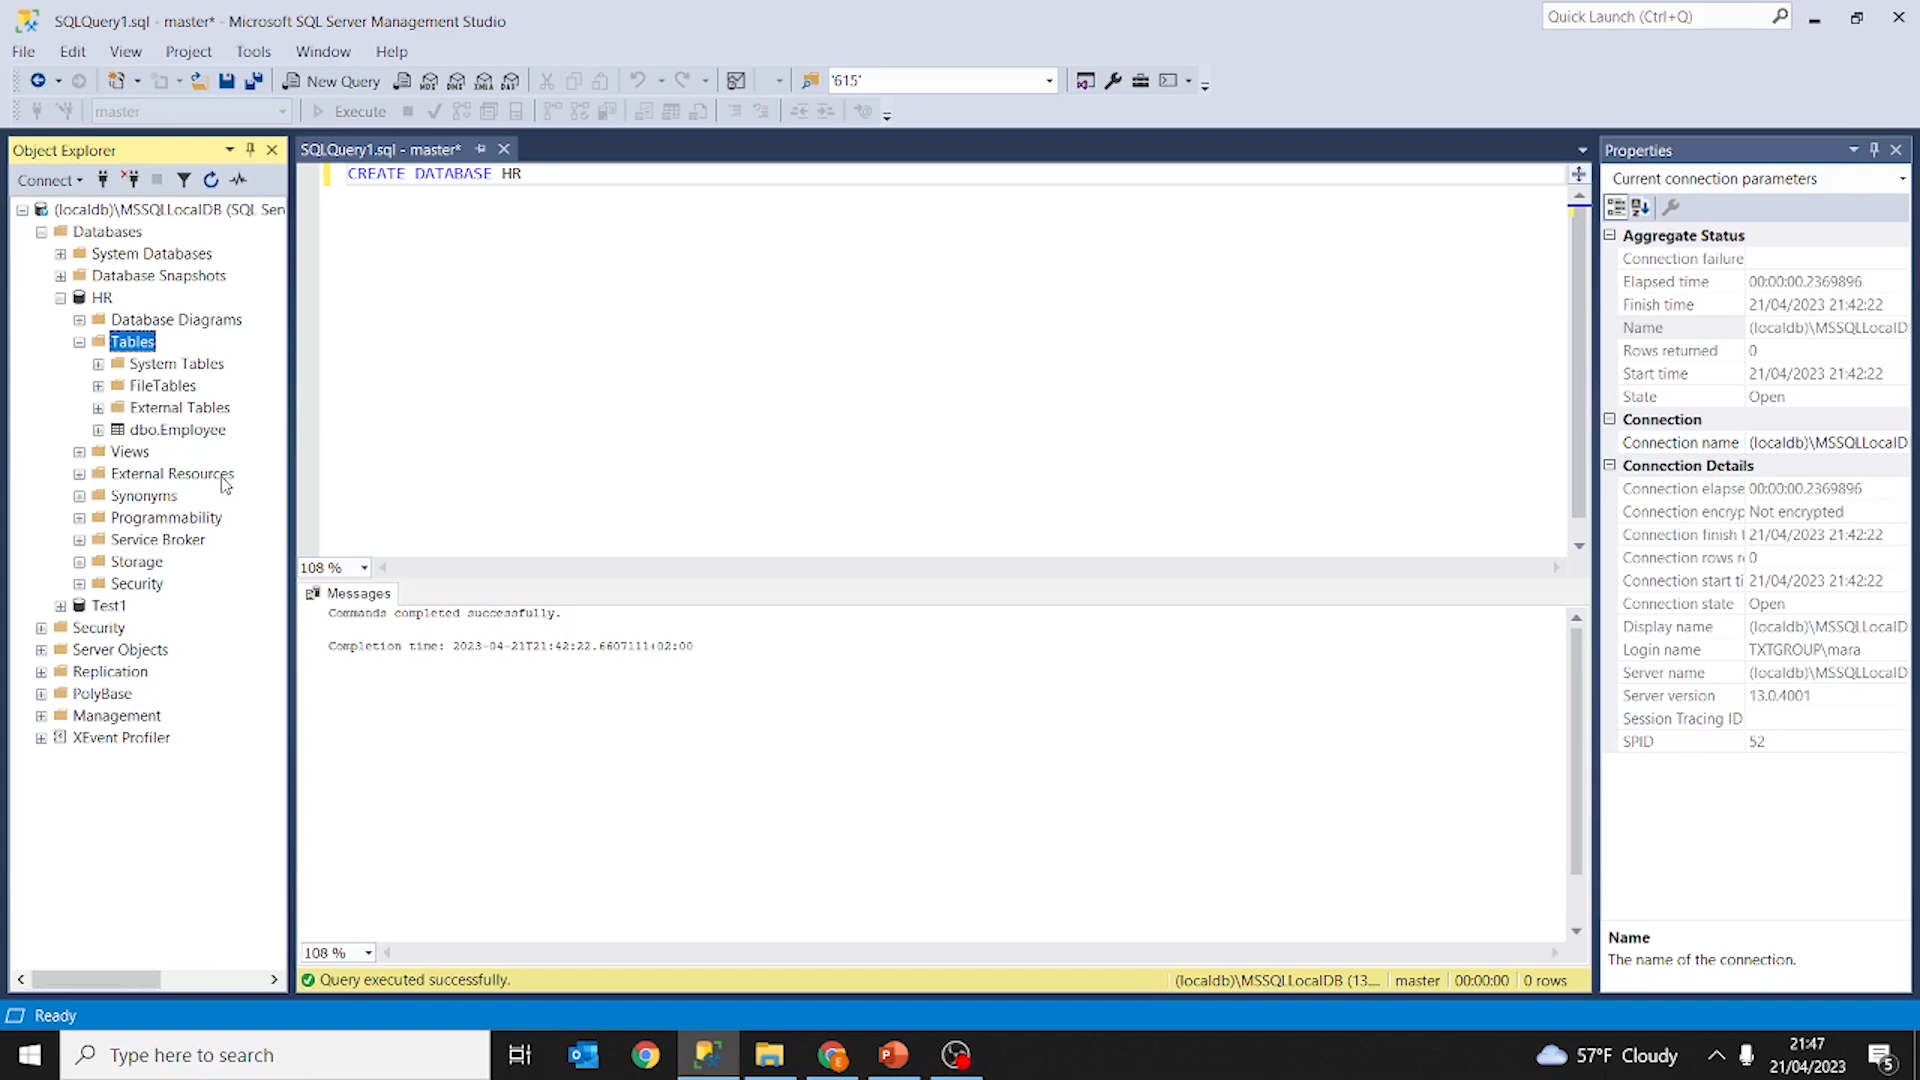 SQLQuery1.sql - master* - Microsoft SQL Server Management Studio
Quick Launch (Ctrl+Q)
File Edit View Project Tools Window Help
New Query
'615'
master
Execute
Object Explorer
SQLQuery1.sql - master*
Properties
Connect
CREATE DATABASE HR
Current connection parameters
(localdb)\MSSQLLocalDB (SQL Ser
Databases
System Databases
Database Snapshots
HR
Database Diagrams
Tables
System Tables
FileTables
External Tables
dbo.Employee
Views
External Resources
Synonyms
Programmability
Service Broker
Storage
Security
Test1
Security
Server Objects
Replication
PolyBase
Management
XEvent Profiler
108 %
Messages
Commands completed successfully.
Completion time: 2023-04-21T21:42:22.6607111+02:00
108 %
Query executed successfully.
(localdb)\MSSQLLocalDB (13.... master 00:00:00 0 rows
Aggregate Status
Connection failure
Elapsed time 00:00:00.2369896
Finish time 21/04/2023 21:42:22
Name (localdb)\MSSQLLocalD
Rows returned 0
Start time 21/04/2023 21:42:22
State Open
Connection
Connection name (localdb)\MSSQLLocalD
Connection Details
Connection elapse 00:00:00.2369896
Connection encryp Not encrypted
Connection finish t 21/04/2023 21:42:22
Connection rows re 0
Connection start ti 21/04/2023 21:42:22
Connection state Open
Display name (localdb)\MSSQLLocalD
Login name TXTGROUP\mara
Server name (localdb)\MSSQLLocalD
Server version 13.0.4001
Session Tracing ID
SPID 52
Name
The name of the connection.
Ready
Type here to search
57°F Cloudy
21:47
21/04/2023
5